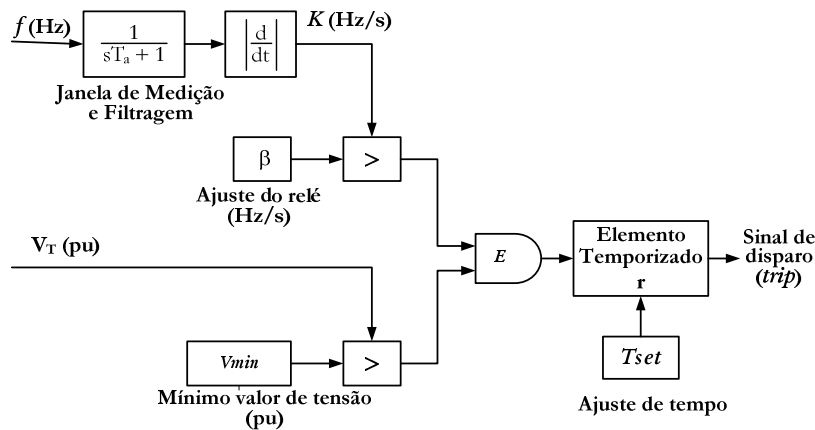 f (Hz)
1
sTa + 1
Janela de Medição
e Filtragem
d
dt
K (Hz/s)
β
Ajuste do relé
(Hz/s)
>
VT (pu)
Vmin
Mínimo valor de tensão
(pu)
>
E
Elemento
Temporizado
r
Tset
Ajuste de tempo
Sinal de
disparo
(trip)